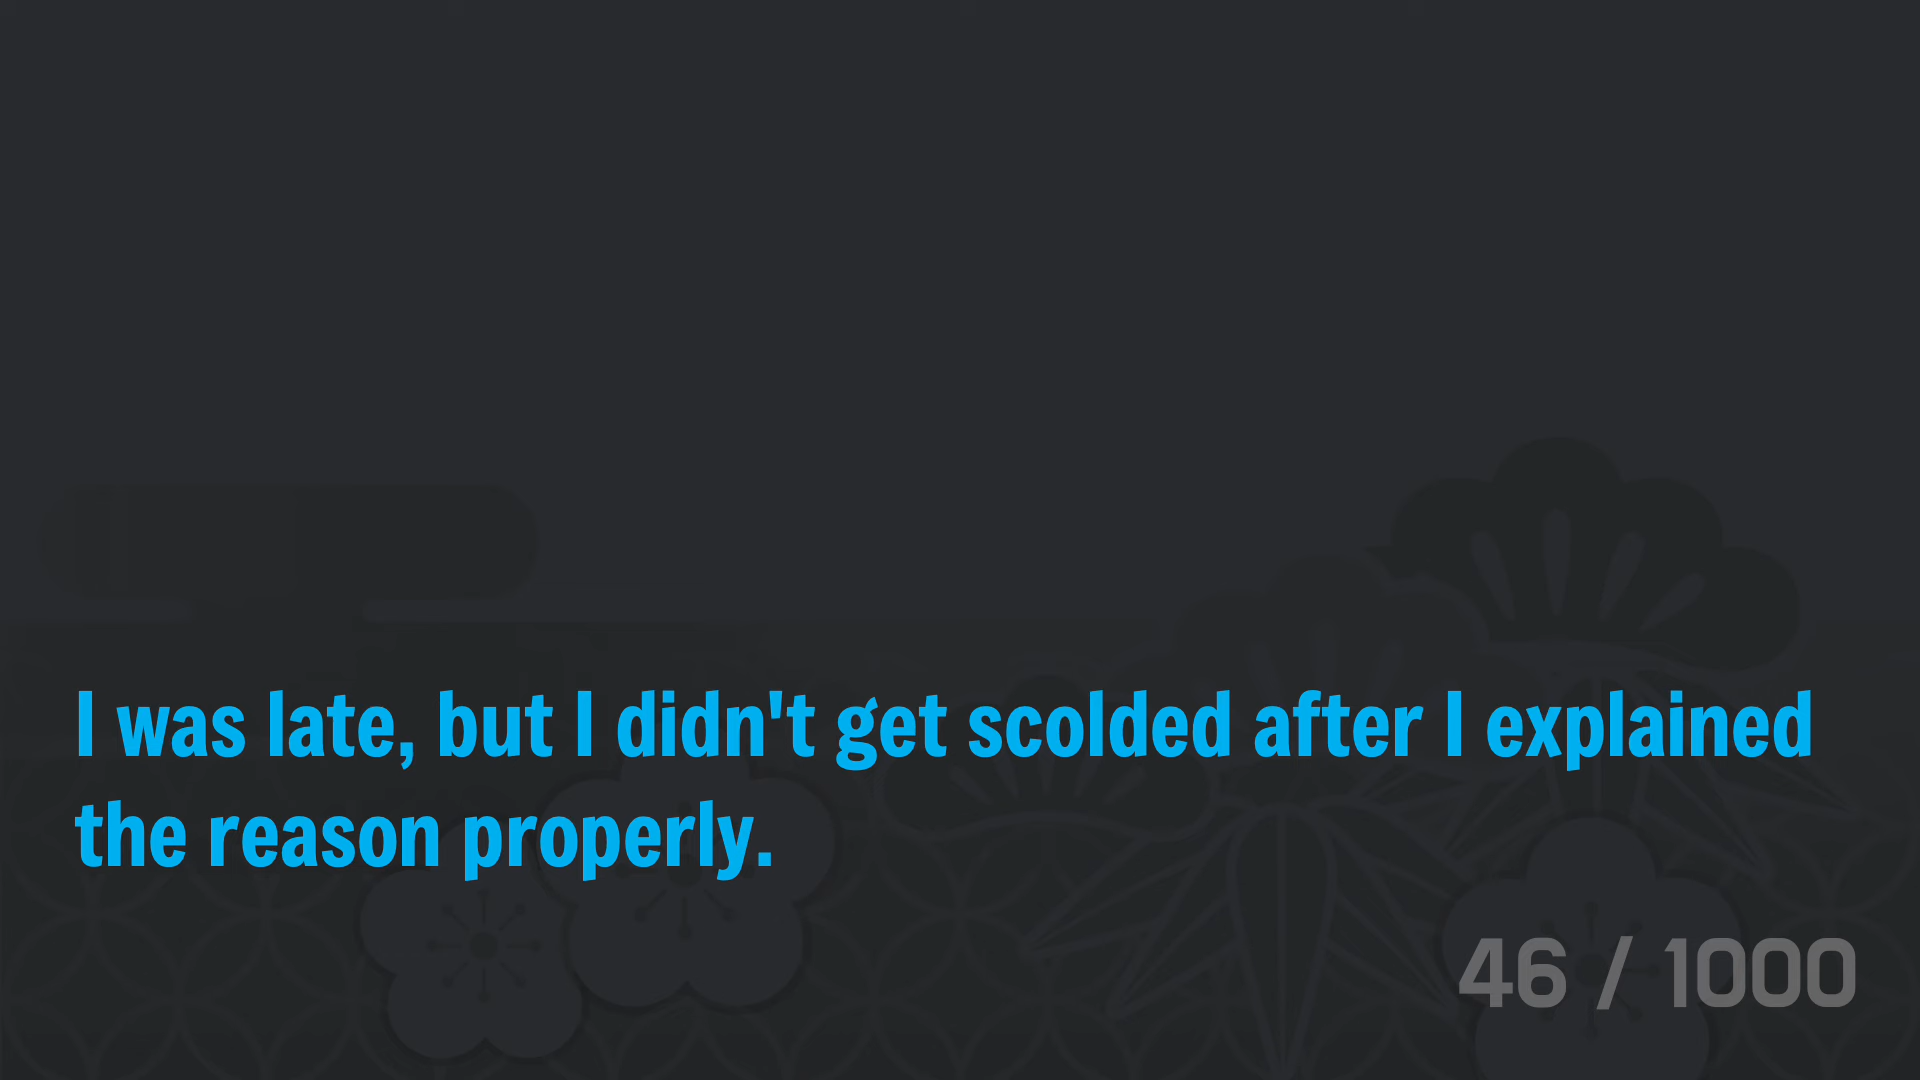 I was late, but I didn't get scolded after I explained
the reason properly.
46 / 1000